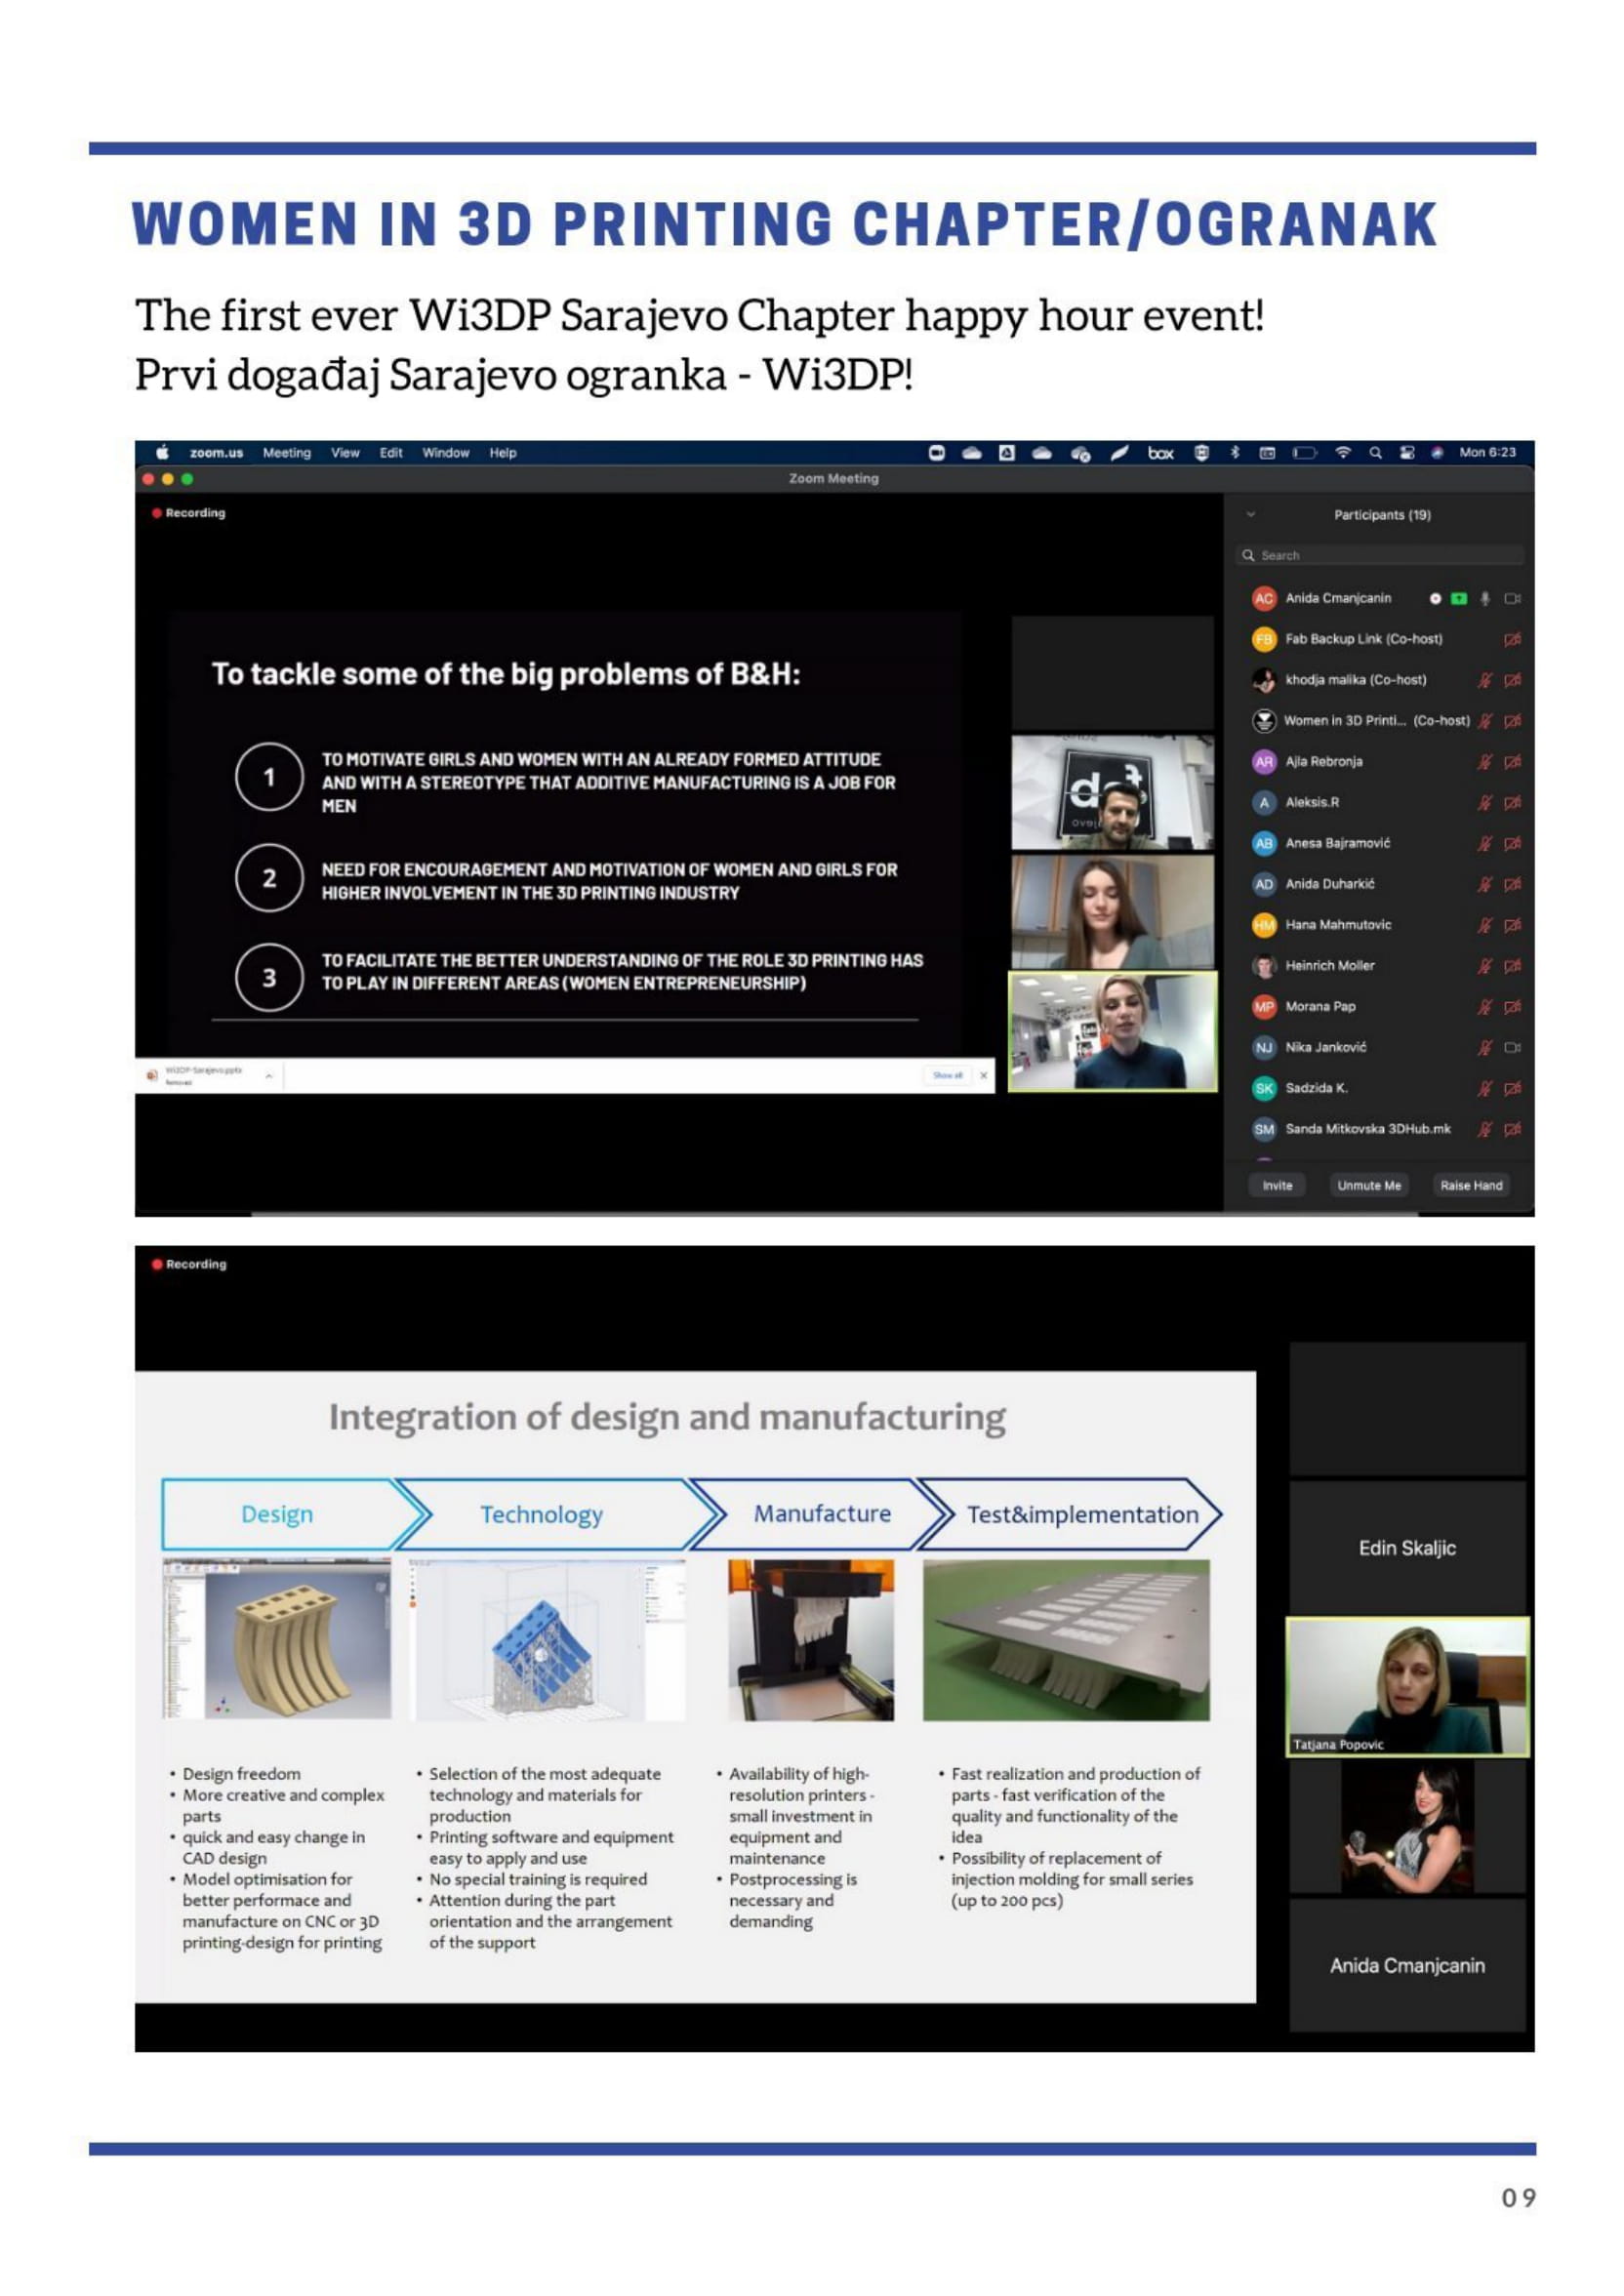 WOMEN IN 3D PRINTING CHAPTER/OGRANAK
The first ever Wi3DP Sarajevo Chapter happy hour event!
Prvi događaj Sarajevo ogranka - Wi3DP!
zoom.us Meeting View Edit Window Help
box
Mon 6:23
Zoom Meeting
Recording
To tackle some of the big problems of B&H:
1
TO MOTIVATE GIRLS AND WOMEN WITH AN ALREADY FORMED ATTITUDE
AND WITH A STEREOTYPE THAT ADDITIVE MANUFACTURING IS A JOB FOR
MEN
2
NEED FOR ENCOURAGEMENT AND MOTIVATION OF WOMEN AND GIRLS FOR
HIGHER INVOLVEMENT IN THE 3D PRINTING INDUSTRY
3
TO FACILITATE THE BETTER UNDERSTANDING OF THE ROLE 3D PRINTING HAS
TO PLAY IN DIFFERENT AREAS (WOMEN ENTREPRENEURSHIP)
Wi3DP-Sarajevo.pptx
Removed
Show all
Participants (19)
Search
AC Anida Cmanjcanin
FB Fab Backup Link (Co-host)
khodja malika (Co-host)
Women in 3D Printi... (Co-host)
AR Ajla Rebronja
A Aleksis.R
AB Anesa Bajramović
AD Anida Duharkić
HM Hana Mahmutovic
Heinrich Moller
MP Morana Pap
NJ Nika Janković
SK Sadzida K.
SM Sanda Mitkovska 3DHub.mk
Invite Unmute Me Raise Hand
Recording
Integration of design and manufacturing
Design
Technology
Manufacture
Test&implementation
• Design freedom
• More creative and complex
parts
• quick and easy change in
CAD design
• Model optimisation for
better performace and
manufacture on CNC or 3D
printing-design for printing
• Selection of the most adequate
technology and materials for
production
• Printing software and equipment
easy to apply and use
• No special training is required
• Attention during the part
orientation and the arrangement
of the support
• Availability of high-
resolution printers -
small investment in
equipment and
maintenance
• Postprocessing is
necessary and
demanding
• Fast realization and production of
parts - fast verification of the
quality and functionality of the
idea
• Possibility of replacement of
injection molding for small series
(up to 200 pcs)
Edin Skaljic
Tatjana Popovic
Anida Cmanjcanin
09